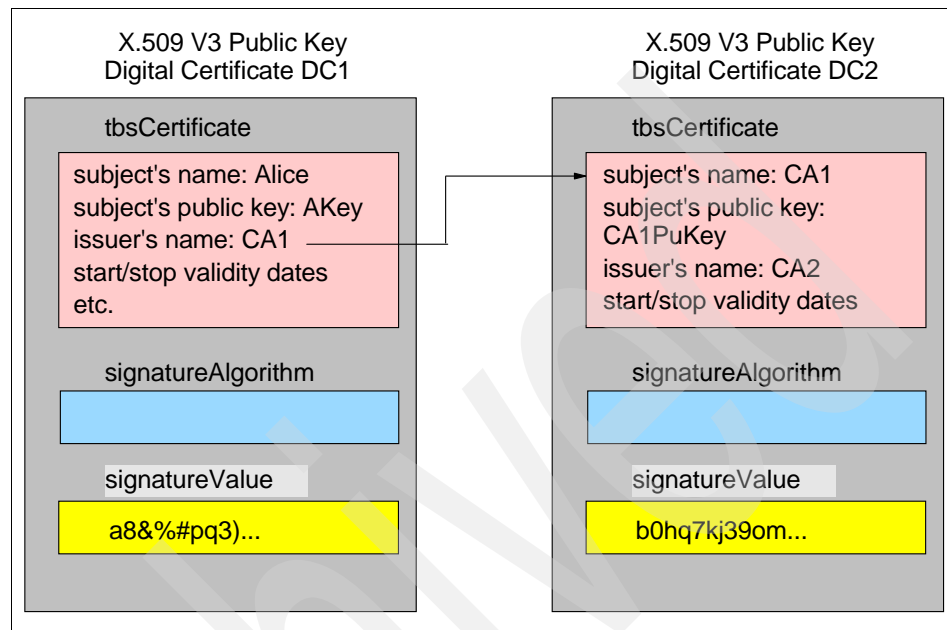 X.509 V3 Public Key
Digital Certificate DC1
tbsCertificate
subject's name: Alice
subject's public key: AKey
issuer's name: CA1
start/stop validity dates
etc.
signatureAlgorithm
signatureValue
a8&%#pq3)...
X.509 V3 Public Key
Digital Certificate DC2
tbsCertificate
subject's name: CA1
subject's public key:
CA1PuKey
issuer's name: CA2
start/stop validity dates
signatureAlgorithm
signatureValue
b0hq7kj39om...